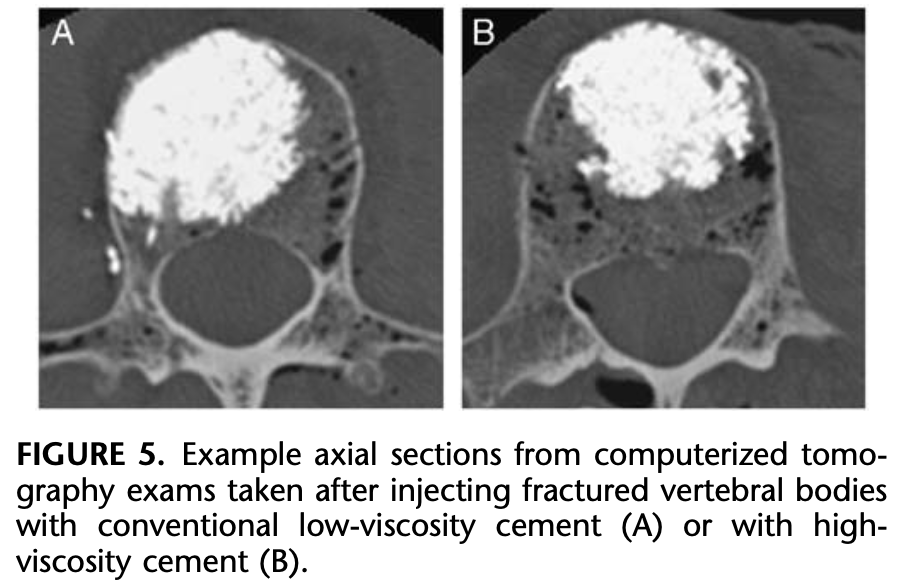 A
B
FIGURE 5. Example axial sections from computerized tomo-
graphy exams taken after injecting fractured vertebral bodies
with conventional low-viscosity cement (A) or with high-
viscosity cement (B).